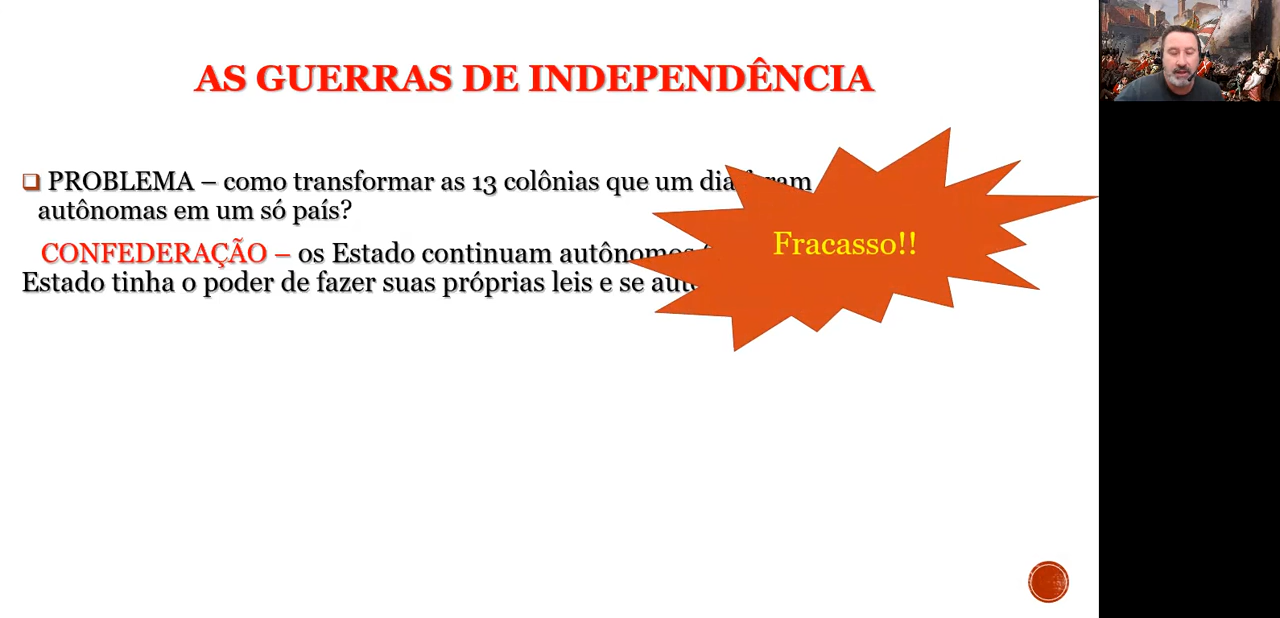 AS GUERRAS DE INDEPENDÊNCIA
PROBLEMA – como transformar as 13 colônias que um dia
autônomas em um só país?
CONFEDERAÇÃO – os Estado continuam autônomos
Estado tinha o poder de fazer suas próprias leis e se
Fracasso!!